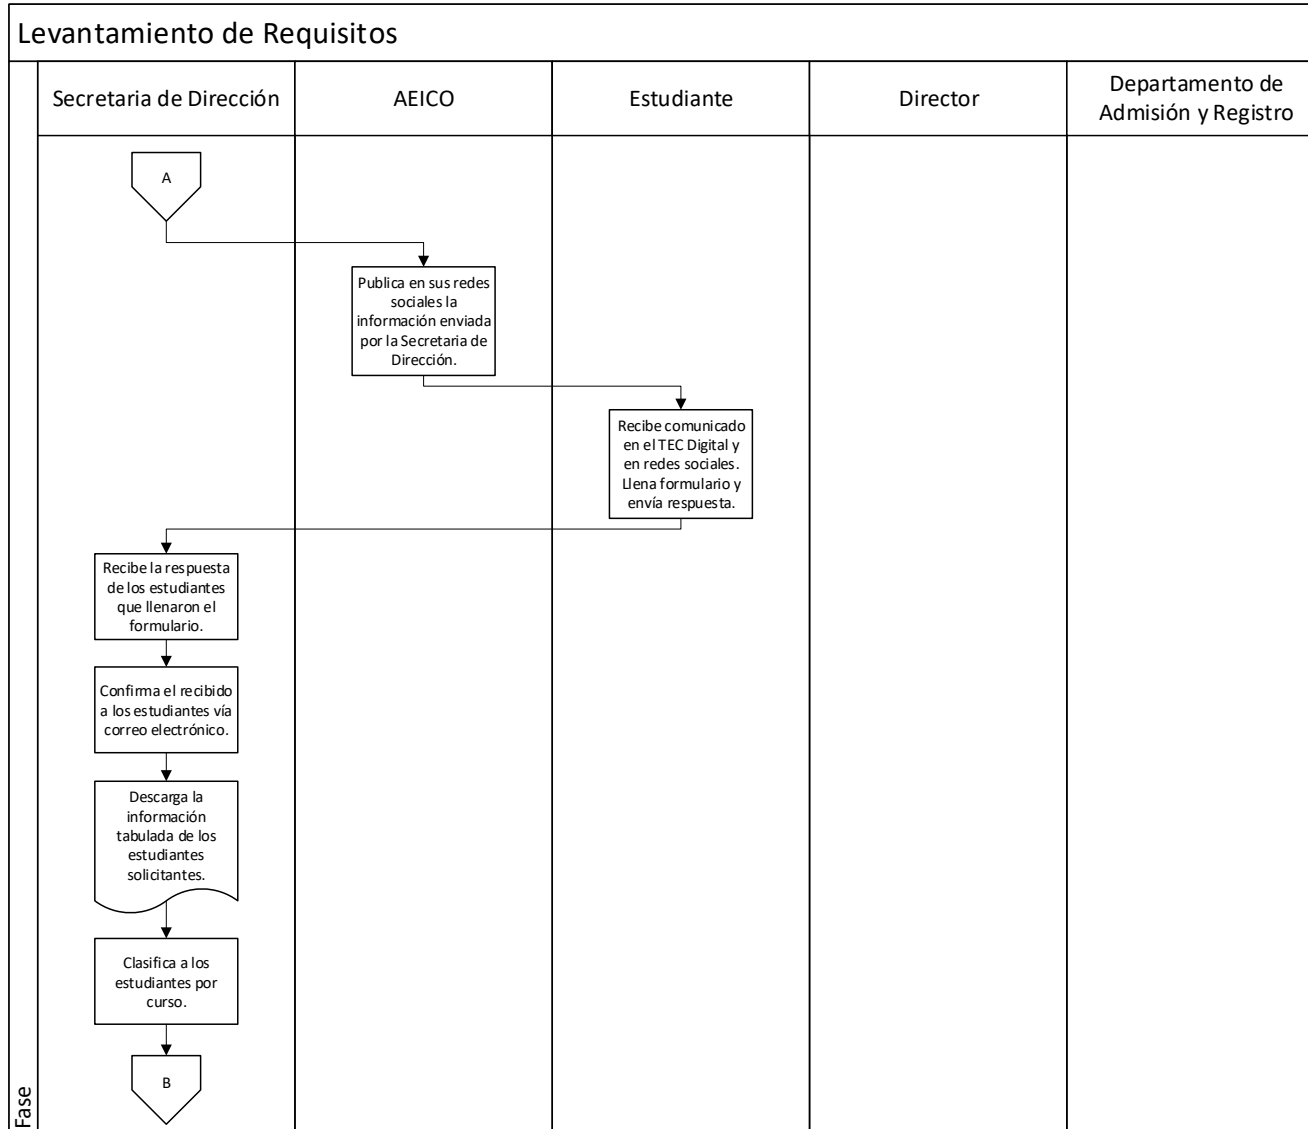 Levantamiento de Requisitos
Secretaria de Dirección
AEICO
Estudiante
Director
Departamento de
Admisión y Registro
A
Publica en sus redes
sociales la
información enviada
por la Secretaria de
Dirección.
Recibe comunicado
en el TEC Digital y
en redes sociales.
Llena formulario y
envía respuesta.
Recibe la respuesta
de los estudiantes
que llenaron el
formulario.
Confirma el recibido
a los estudiantes vía
correo electrónico.
Descarga la
información
tabulada de los
estudiantes
solicitantes.
Clasifica a los
estudiantes por
curso.
B
Fase